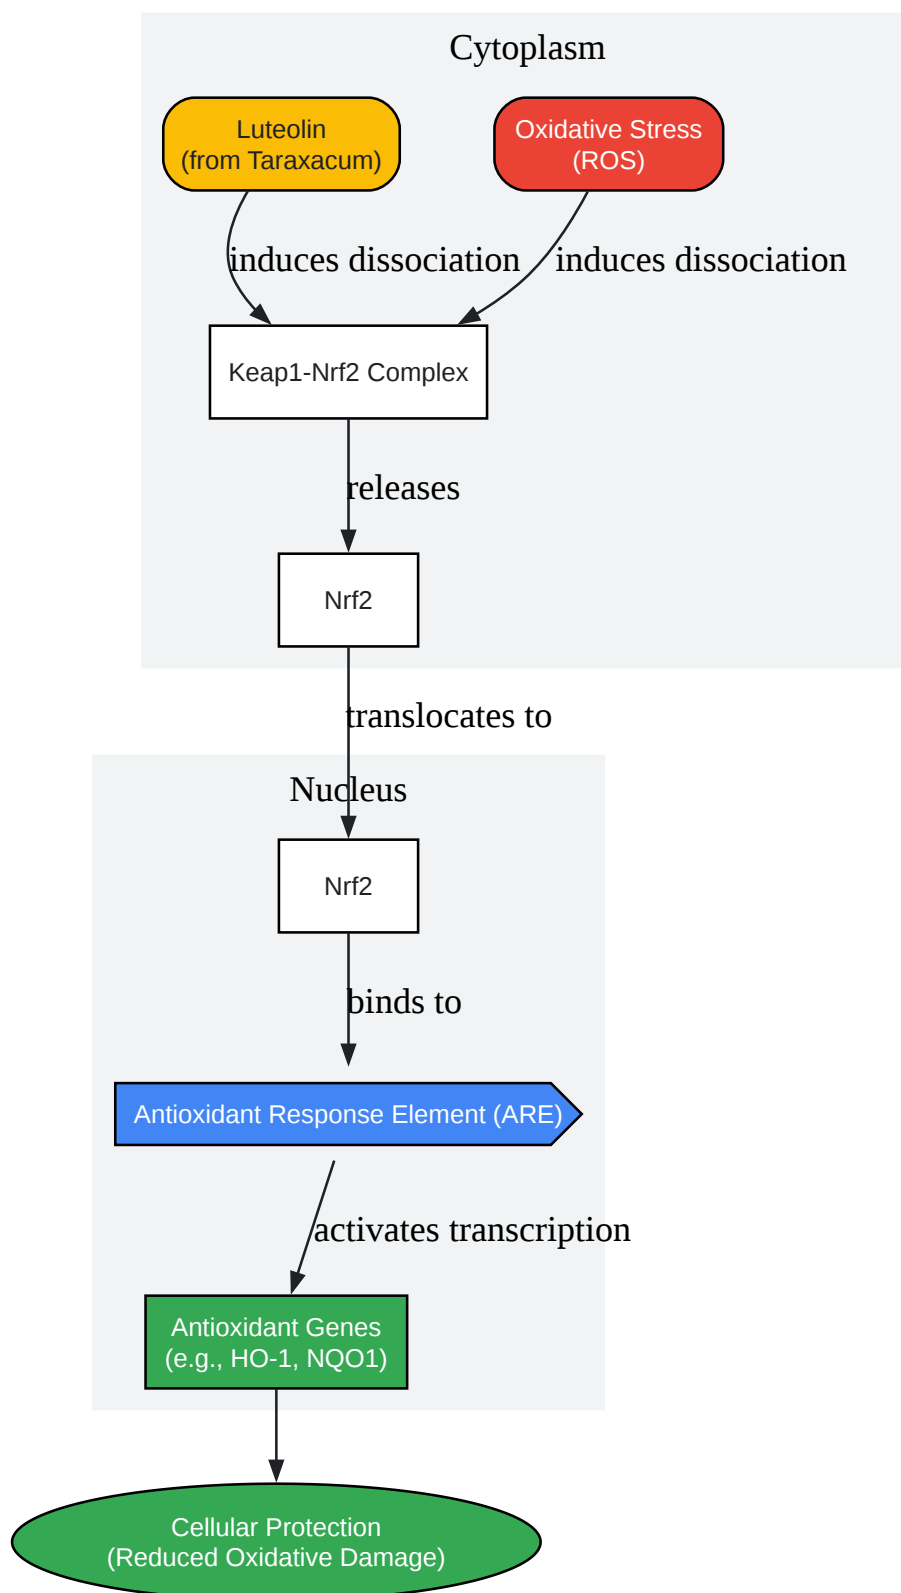 Cytoplasm
Luteolin
(from Taraxacum)
Oxidative Stress
(ROS)
induces dissociation
induces dissociation
Keap1-Nrf2 Complex
releases
Nrf2
translocates to
Nucleus
Nrf2
binds to
Antioxidant Response Element (ARE)
activates transcription
Antioxidant Genes
(e.g., HO-1, NQO1)
Cellular Protection
(Reduced Oxidative Damage)